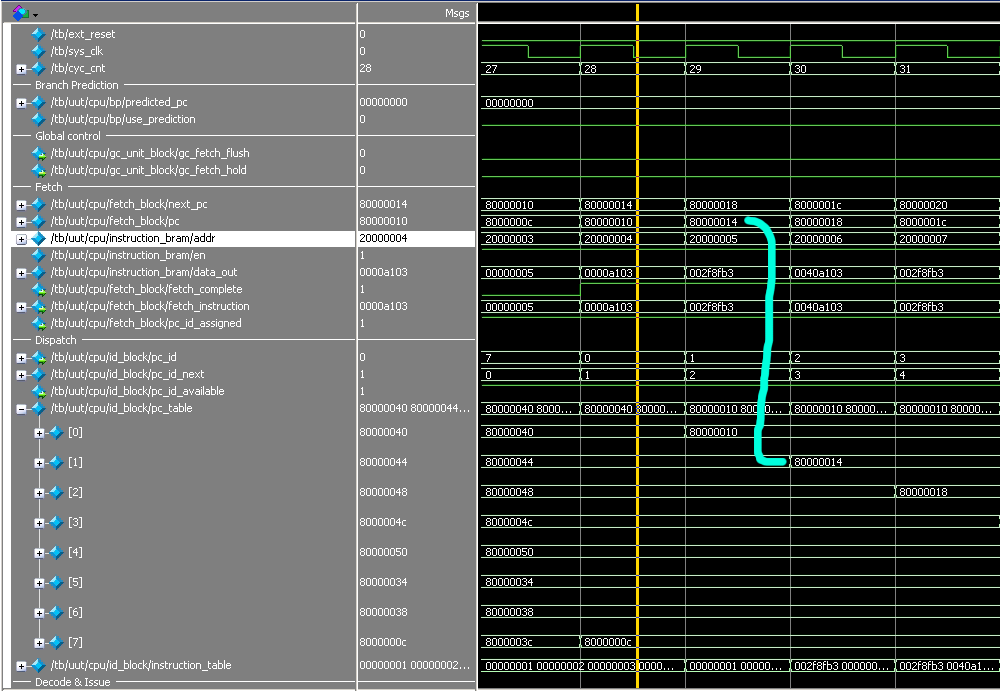 Msgs
/tb/ext_reset 0
/tb/sys_clk 0
/tb/cyc_cnt 28 27 28 29 30 31
Branch Prediction
/tb/uut/cpu/bp/predicted_pc 00000000 00000000
/tb/uut/cpu/bp/use_prediction 0
Global control
/tb/uut/cpu/gc_unit_block/gc_fetch_flush 0
/tb/uut/cpu/gc_unit_block/gc_fetch_hold 0
Fetch
/tb/uut/cpu/fetch_block/next_pc 80000014 80000010 80000014 80000018 8000001c 80000020
/tb/uut/cpu/fetch_block/pc 80000010 8000000c 80000010 80000014 80000018 8000001c
/tb/uut/cpu/instruction_bram/addr 20000004 20000003 20000004 20000005 20000006 20000007
/tb/uut/cpu/instruction_bram/en 1
/tb/uut/cpu/instruction_bram/data_out 0000a103 00000005 0000a103 002f8fb3 0040a103 002f8fb3
/tb/uut/cpu/fetch_block/fetch_complete 1
/tb/uut/cpu/fetch_block/fetch_instruction 0000a103 00000005 0000a103 002f8fb3 0040a103 002f8fb3
/tb/uut/cpu/fetch_block/pc_id_assigned 1
Dispatch
/tb/uut/cpu/id_block/pc_id 0 7 0 1 2 3
/tb/uut/cpu/id_block/pc_id_next 1 0 1 2 3 4
/tb/uut/cpu/id_block/pc_id_available 1
/tb/uut/cpu/id_block/pc_table 80000040 80000044... 80000040 8000... 80000040 80000... 80000010 8000... 80000010 80000... 80000010 80000...
[0] 80000040 80000040 80000010
[1] 80000044 80000044 80000014
[2] 80000048 80000048 80000018
[3] 8000004c 8000004c
[4] 80000050 80000050
[5] 80000034 80000034
[6] 80000038 80000038
[7] 8000000c 8000003c 8000000c
/tb/uut/cpu/id_block/instruction_table 00000001 00000002... 00000001 00000002 00000003 0000... 00000001 00000... 002f8fb3 000000... 002f8fb3 0040a1...
Decode & Issue